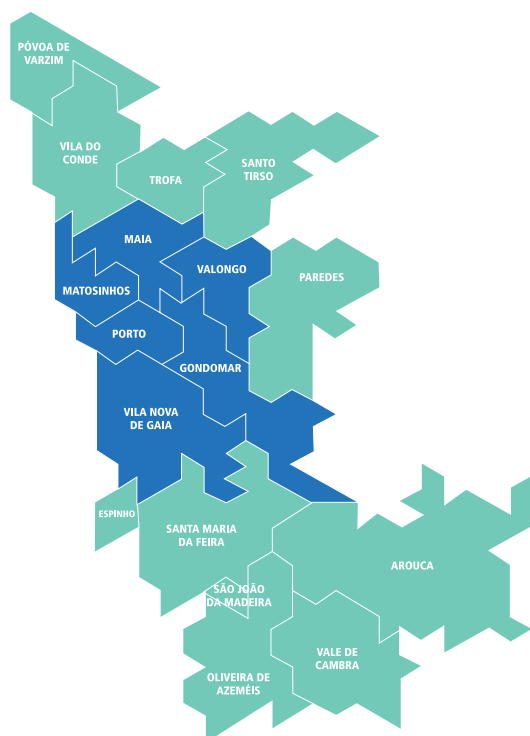 PÓVOA DE
VARZIM
VILA DO
CONDE
TROFA
SANTO
TIRSO
MAIA
VALONGO
PAREDES
MATOSINHOS
PORTO
GONDOMAR
VILA NOVA
DE GAIA
ESPINHO
SANTA MARIA
DA FEIRA
AROUCA
SÃO JOÃO
DA MADEIRA
VALE DE
CAMBRA
OLIVEIRA DE
AZEMÉIS